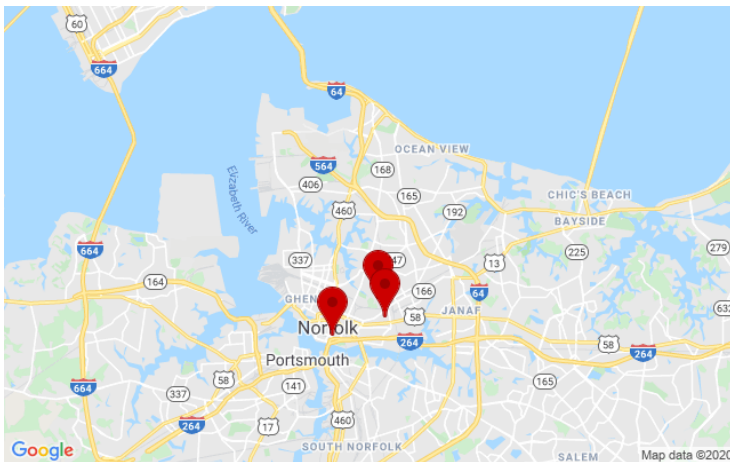 60
664
64
OCEAN VIEW
564
168
406
165
CHIC'S BEACH
Elizabeth River
460
192
BAYSIDE
664
337
247
13
225
279
164
166
64
GHEN
58
JANAF
Norfolk
264
58
264
Portsmouth
664
58
141
165
337
264
17
460
Google
SOUTH NORFOLK
SALEM
Map data ©2020